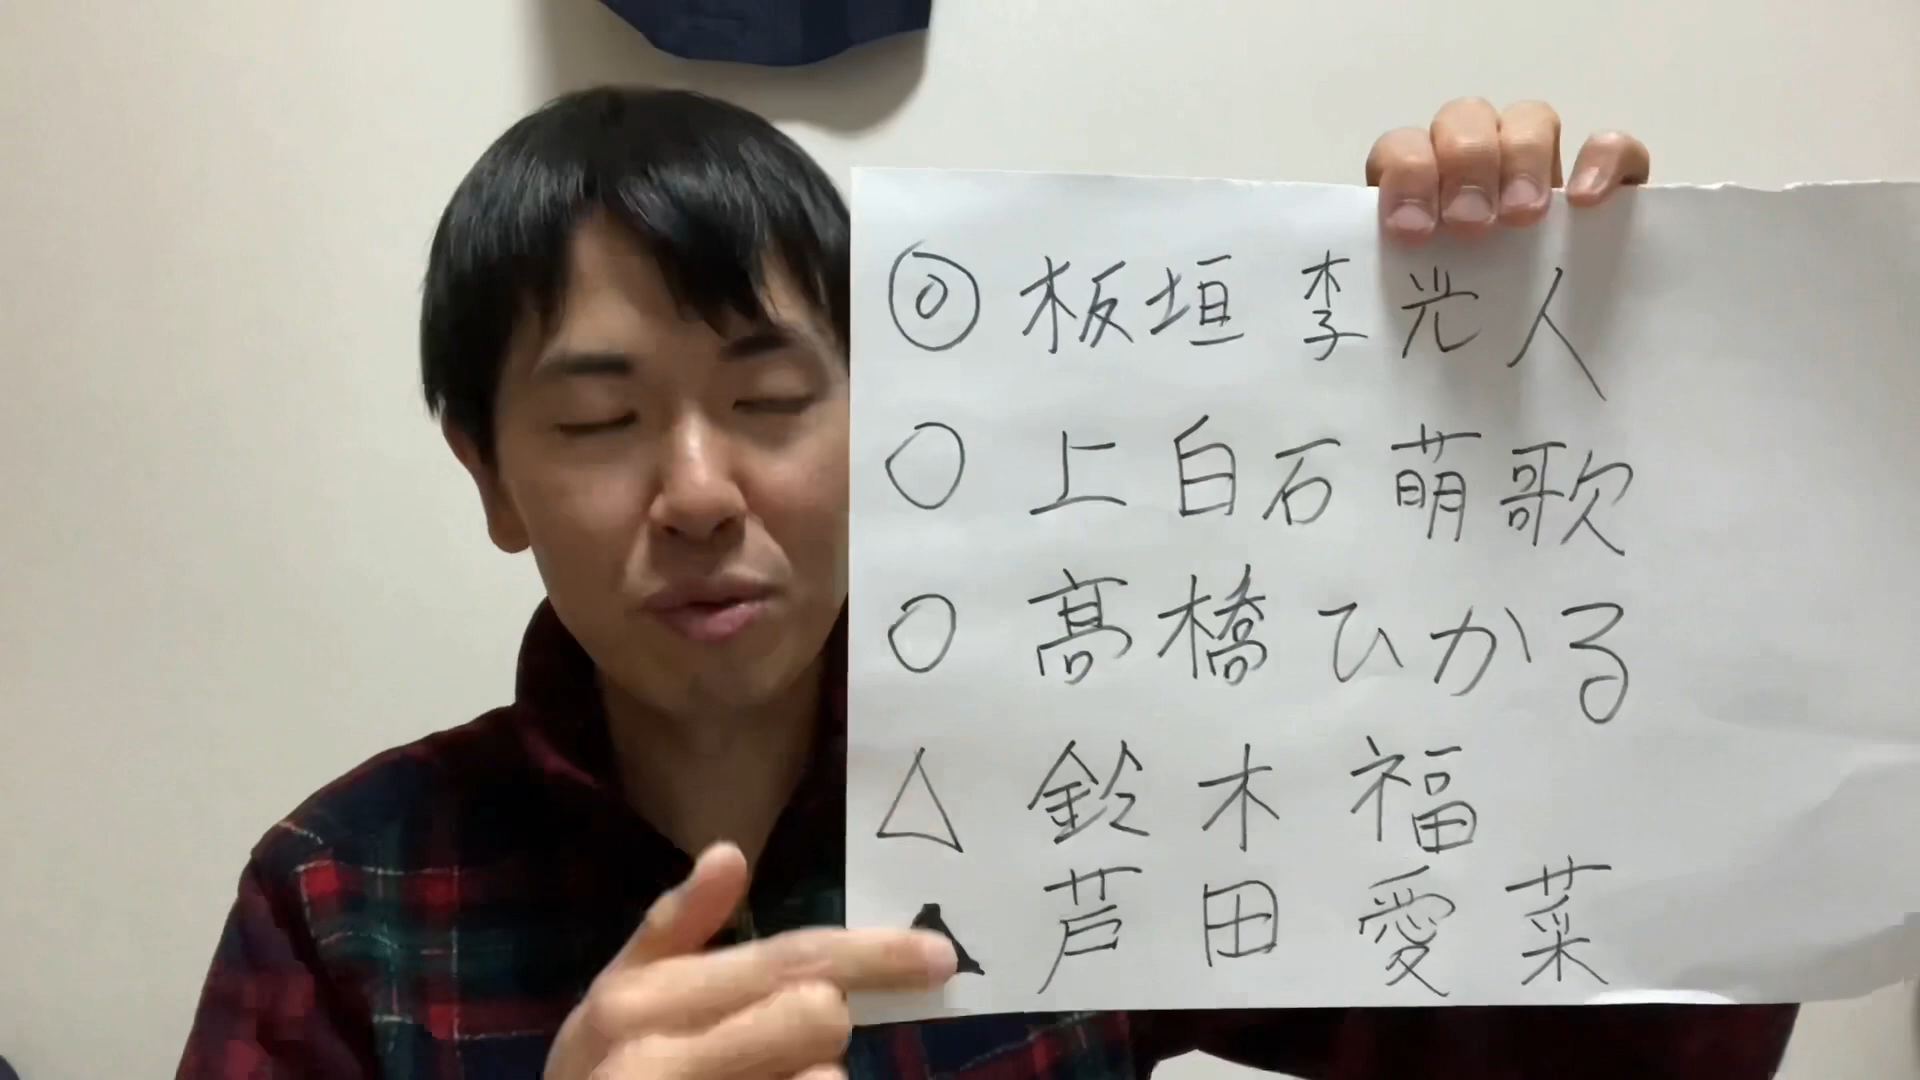 ◎ 板垣 李光人
○ 上白石 萌歌
○ 髙橋 ひかる
△ 鈴木 福
▲ 芦田 愛菜